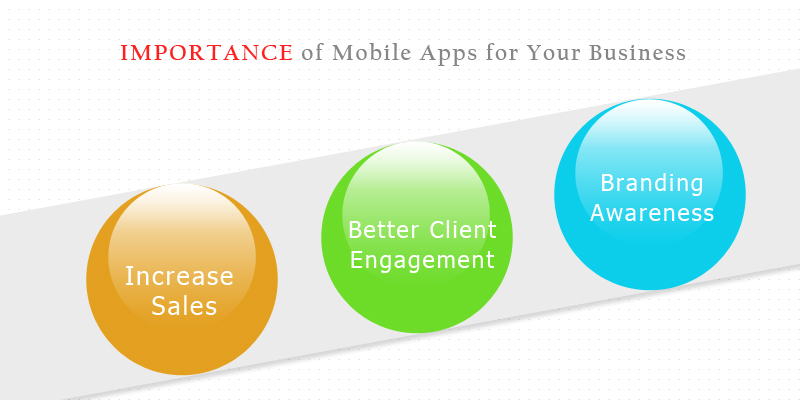 IMPORTANCE of Mobile Apps for Your Business
Increase
Sales
Better Client
Engagement
Branding
Awareness